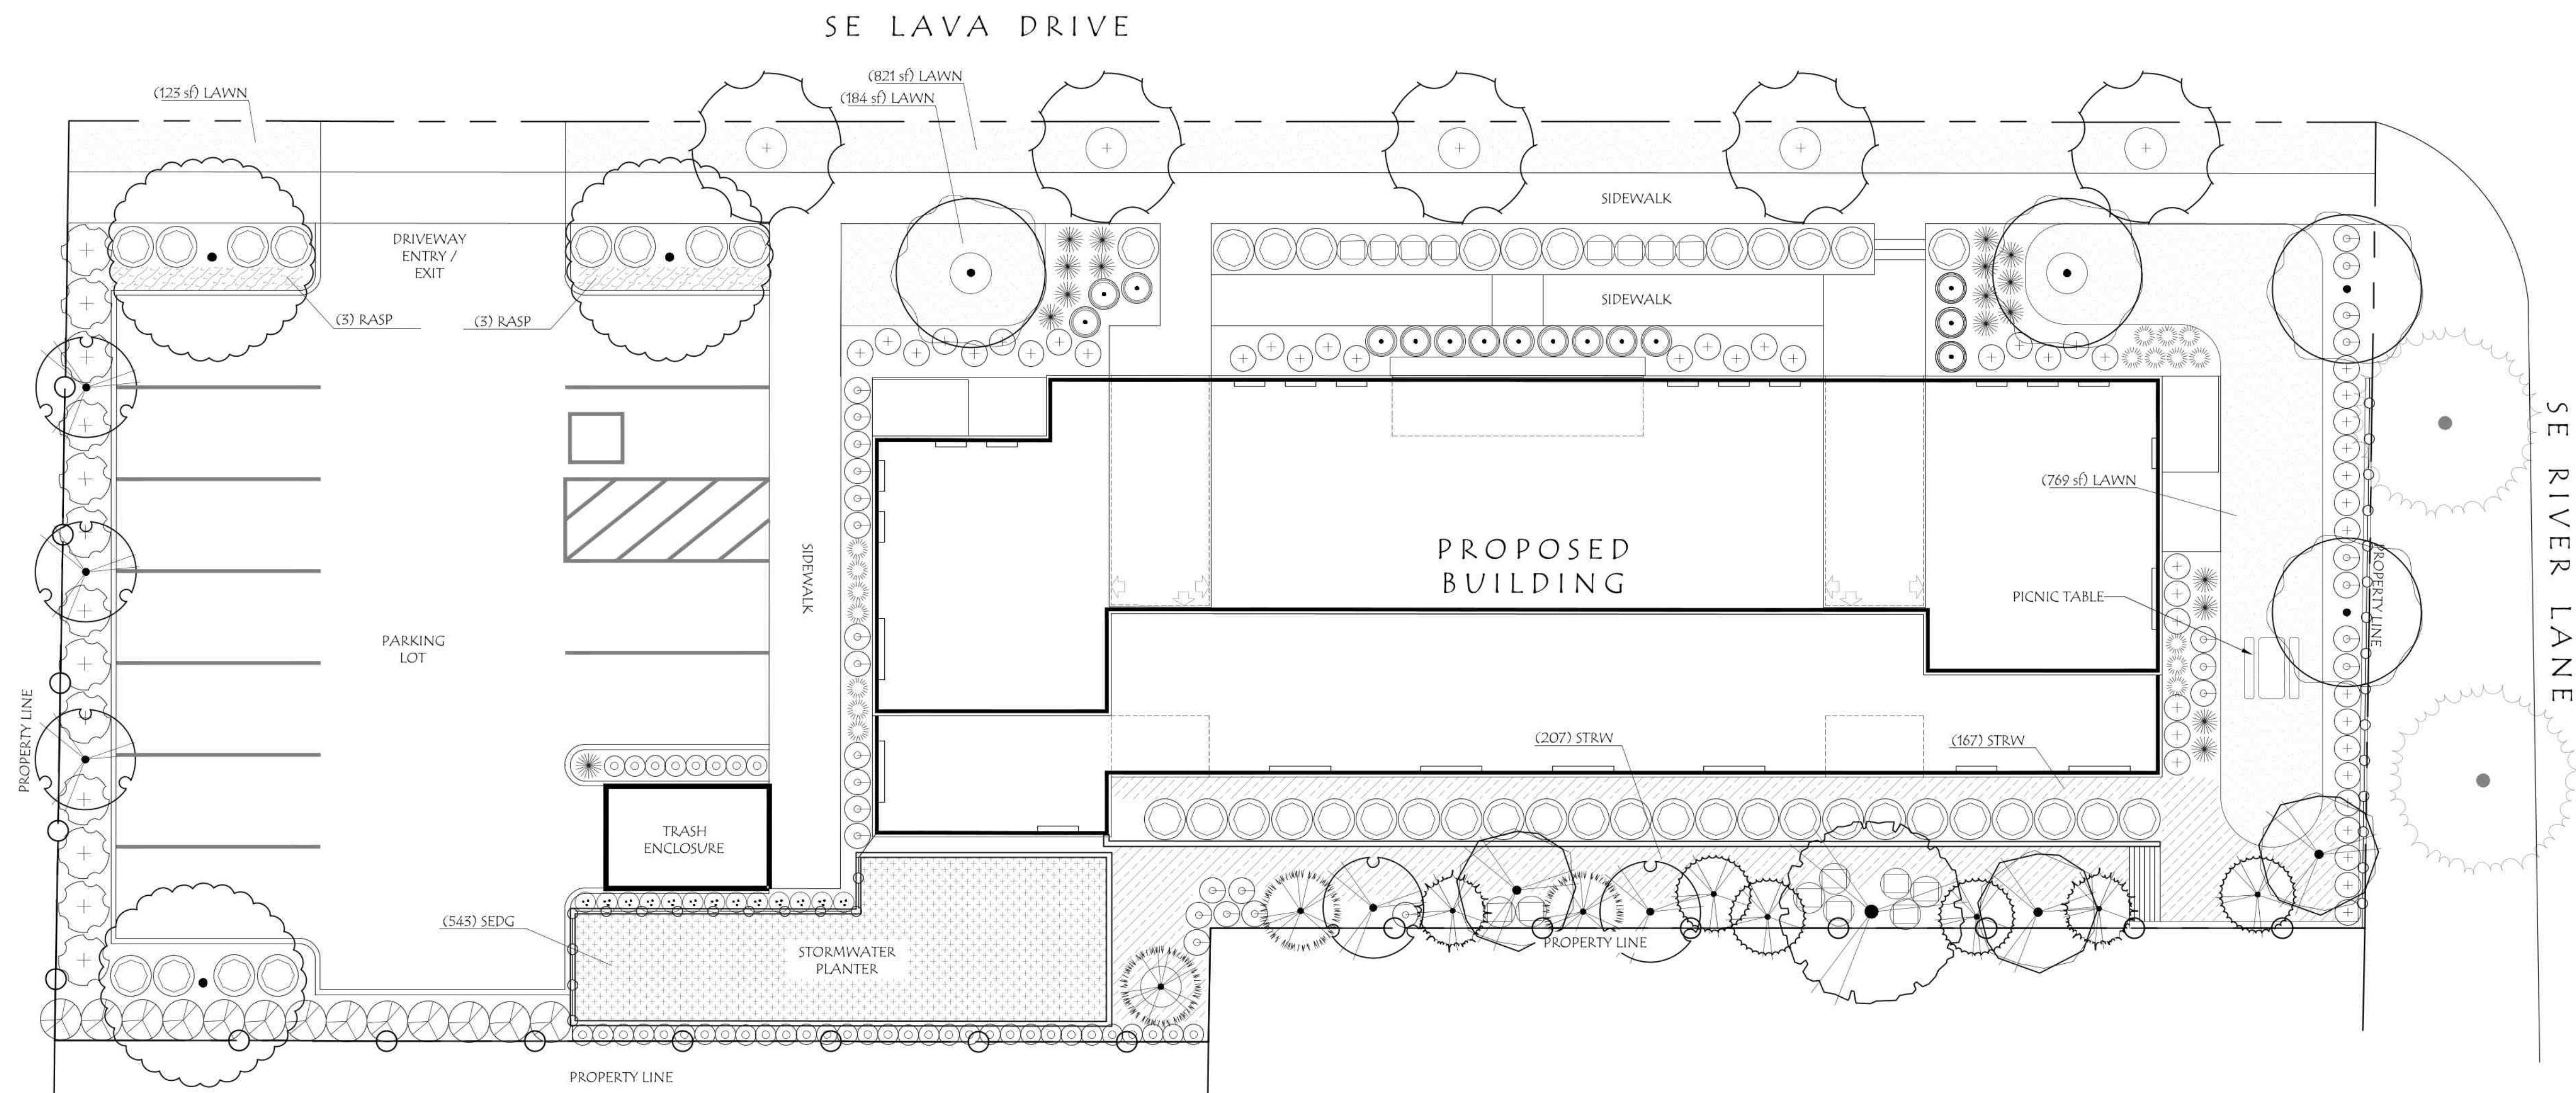 SE LAVA DRIVE
(821 sf) LAWN
(123 sf) LAWN
(184 sf) LAWN
SIDEWALK
DRIVEWAY
ENTRY /
EXIT
SIDEWALK
(3) RASP
(3) RASP
SE RIVER LANE
(769 sf) LAWN
PROPOSED
BUILDING
SIDEWALK
PROPERTY LINE
PICNIC TABLE
PARKING
LOT
PROPERTY LINE
(207) STRW
(167) STRW
TRASH
ENCLOSURE
(543) SEDG
STORMWATER
PLANTER
PROPERTY LINE
PROPERTY LINE